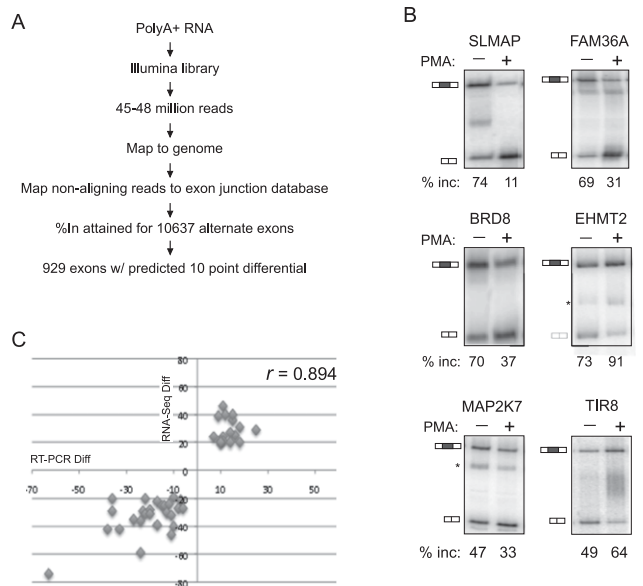 A
PolyA+ RNA
Illumina library
45-48 million reads
Map to genome
Map non-aligning reads to exon junction database
%In attained for 10637 alternate exons
929 exons w/ predicted 10 point differential
B
SLMAP FAM36A
PMA: — + — +
% inc: 74 11 69 31
BRD8 EHMT2
PMA: — + — +
*
% inc: 70 37 73 91
MAP2K7 TIR8
PMA: — + — +
*
% inc: 47 33 49 64
C
r = 0.894
RNA-Seq Diff
RT-PCR Diff
80
60
40
20
0
-20
-40
-60
-80
-70 -50 -30 -10 10 30 50